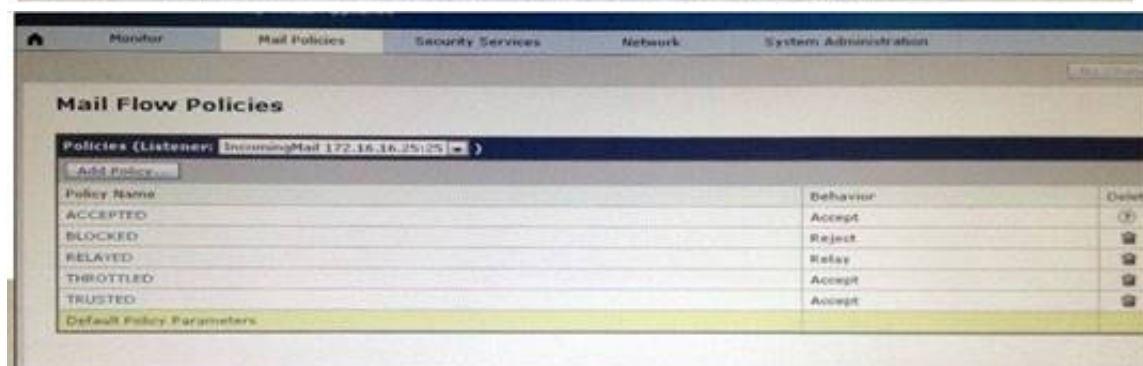 Monitor Mail Policies Security Services Network System Administration
Mail Flow Policies
Policies (Listener: IncomingMail 172.16.16.25:25 )
Add Policy...
Policy Name Behavior
ACCEPTED Accept
BLOCKED Reject
RELAYED Relay
THROTTLED Accept
TRUSTED Accept
Default Policy Parameters